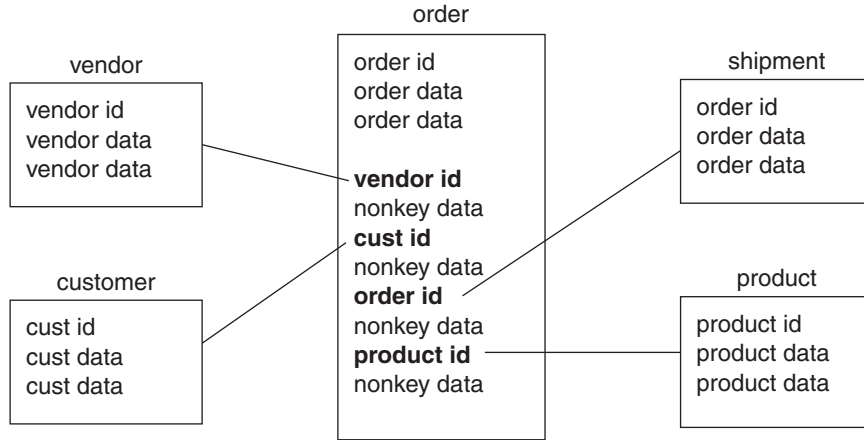 order
order id
order data
order data
vendor id
nonkey data
cust id
nonkey data
order id
nonkey data
product id
nonkey data
vendor
vendor id
vendor data
vendor data
customer
cust id
cust data
cust data
shipment
order id
order data
order data
product
product id
product data
product data